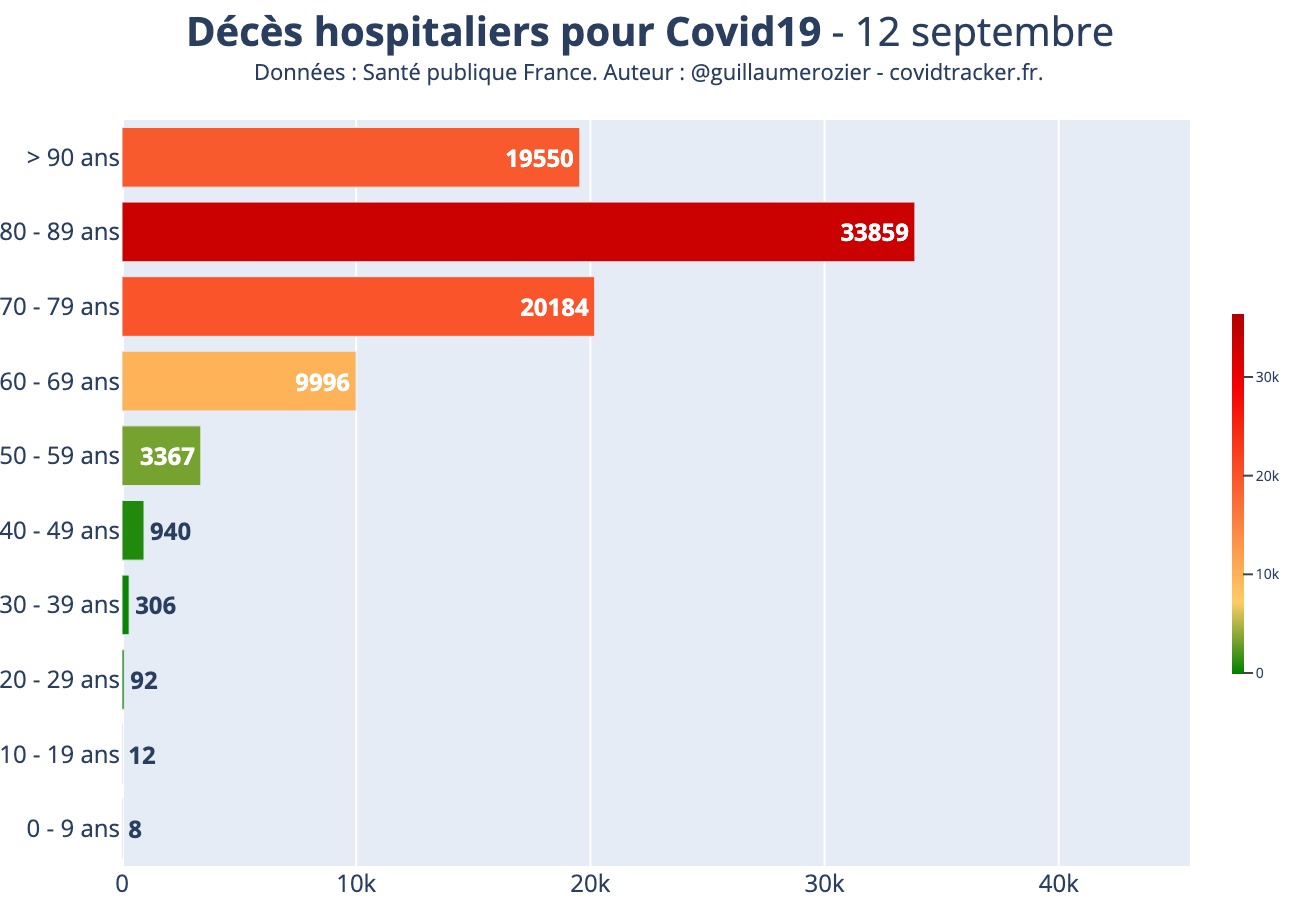 Décès hospitaliers pour Covid19 - 12 septembre
Données : Santé publique France. Auteur : @guillaumerozier - covidtracker.fr.
> 90 ans 19550
80 - 89 ans 33859
70 - 79 ans 20184
60 - 69 ans 9996
50 - 59 ans 3367
40 - 49 ans 940
30 - 39 ans 306
20 - 29 ans 92
10 - 19 ans 12
0 - 9 ans 8
0 10k 20k 30k 40k
30k
20k
10k
0